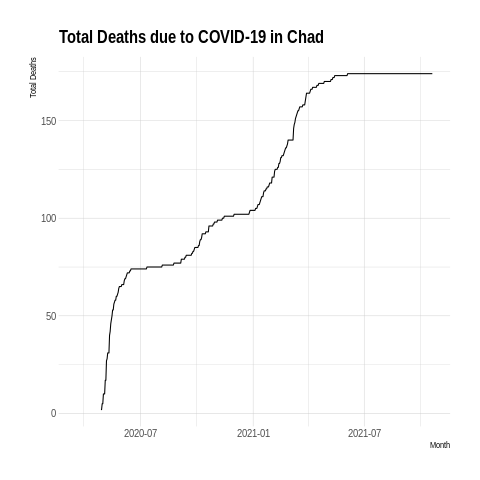 Total Deaths due to COVID-19 in Chad
Total Deaths
150
100
50
0
2020-07
2021-01
2021-07
Month